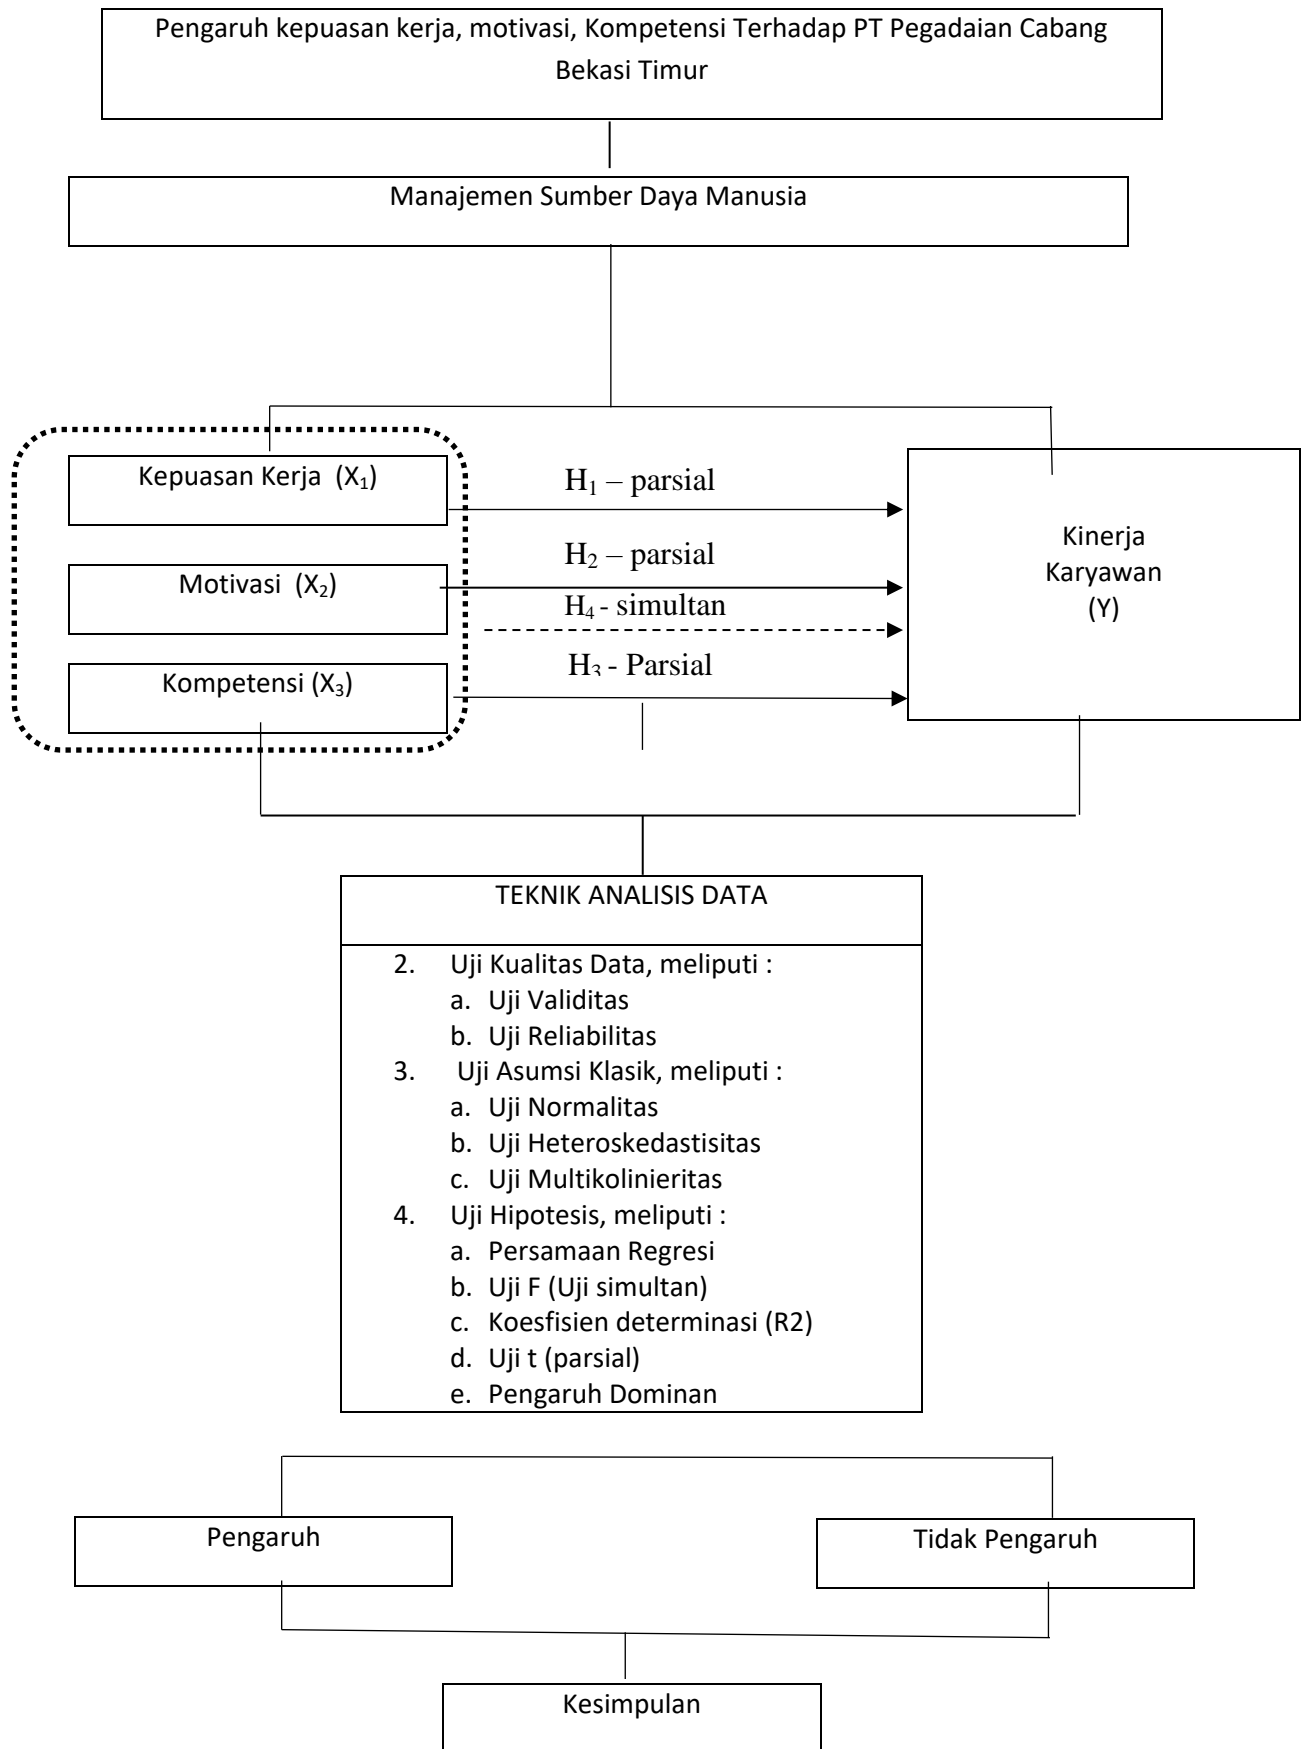 Pengaruh kepuasan kerja, motivasi, Kompetensi Terhadap PT Pegadaian Cabang
Bekasi Timur
Manajemen Sumber Daya Manusia
Kepuasan Kerja (X₁)
H₁ – parsial
Motivasi (X₂)
H₂ – parsial
H₄ - simultan
Kompetensi (X₃)
H₃ - Parsial
Kinerja
Karyawan
(Y)
TEKNIK ANALISIS DATA
2. Uji Kualitas Data, meliputi :
a. Uji Validitas
b. Uji Reliabilitas
3. Uji Asumsi Klasik, meliputi :
a. Uji Normalitas
b. Uji Heteroskedastisitas
c. Uji Multikolinieritas
4. Uji Hipotesis, meliputi :
a. Persamaan Regresi
b. Uji F (Uji simultan)
c. Koesfisien determinasi (R2)
d. Uji t (parsial)
e. Pengaruh Dominan
Pengaruh
Tidak Pengaruh
Kesimpulan